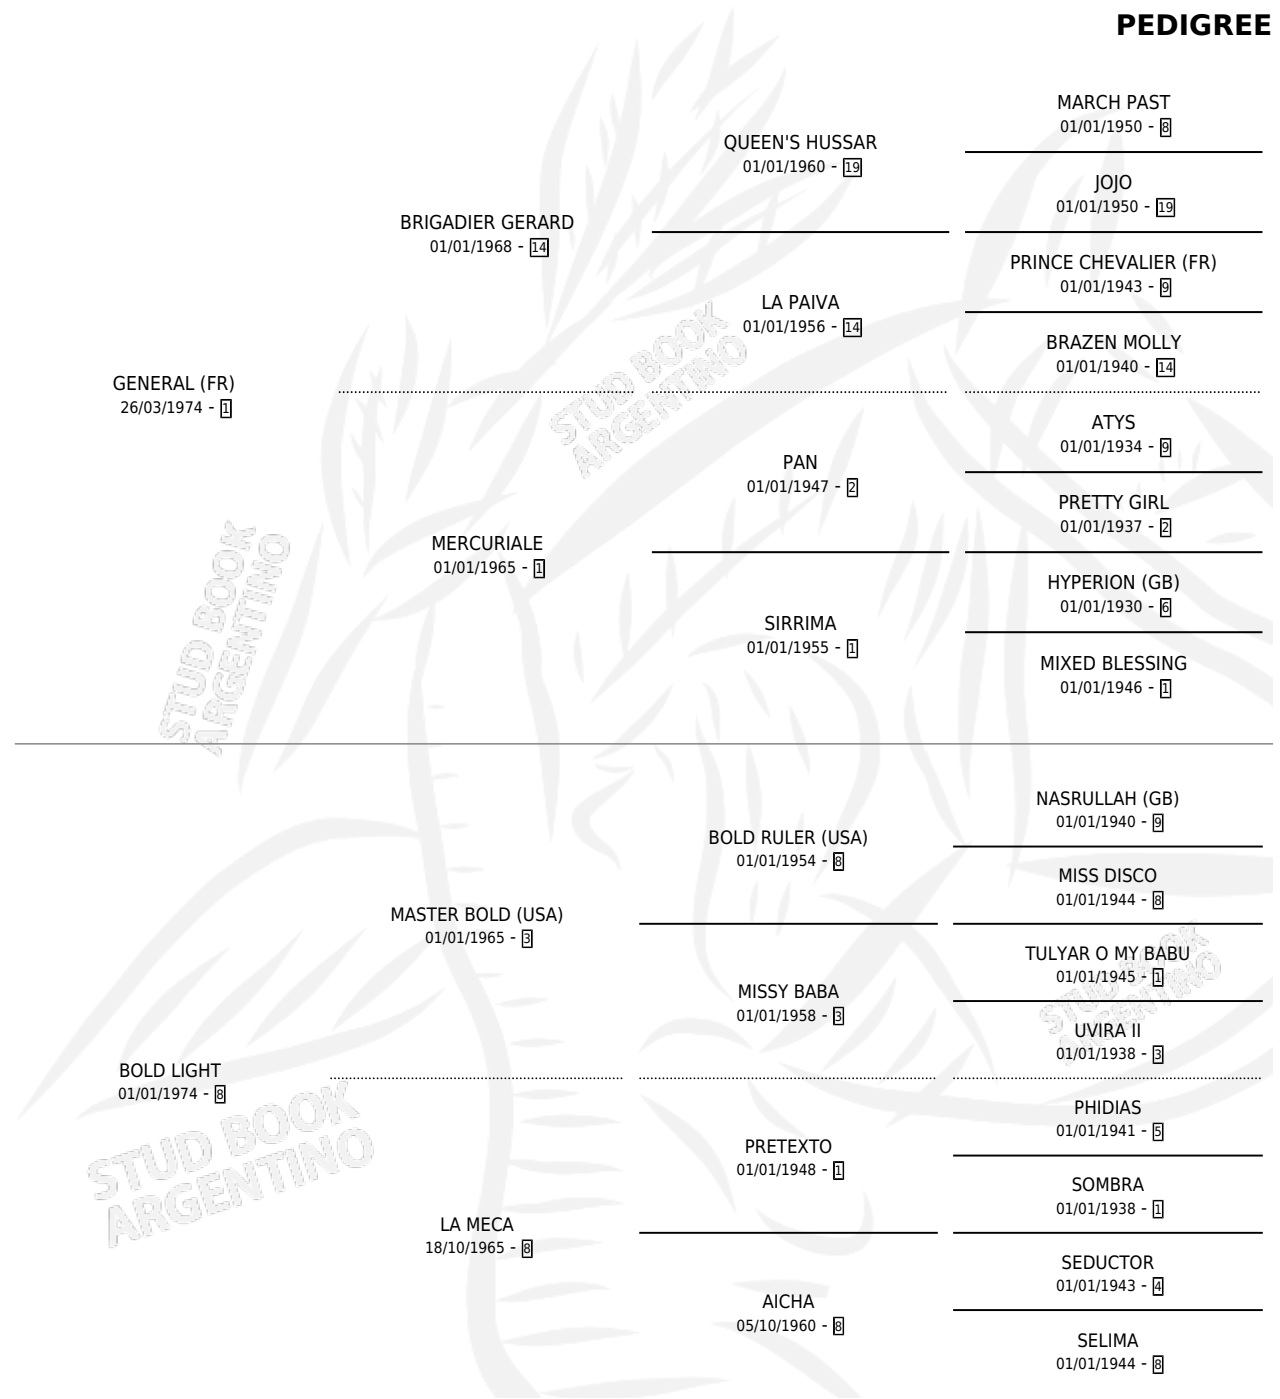 PEDIGREE
MARCH PAST
01/01/1950 - 8
QUEEN'S HUSSAR
01/01/1960 - 19
JOJO
01/01/1950 - 19
BRIGADIER GERARD
01/01/1968 - 14
PRINCE CHEVALIER (FR)
01/01/1943 - 9
LA PAIVA
01/01/1956 - 14
BRAZEN MOLLY
01/01/1940 - 14
GENERAL (FR)
26/03/1974 - 1
ATYS
01/01/1934 - 9
PAN
01/01/1947 - 2
PRETTY GIRL
01/01/1937 - 2
MERCURIALE
01/01/1965 - 1
HYPERION (GB)
01/01/1930 - 6
SIRRIMA
01/01/1955 - 1
MIXED BLESSING
01/01/1946 - 1
NASRULLAH (GB)
01/01/1940 - 9
BOLD RULER (USA)
01/01/1954 - 8
MISS DISCO
01/01/1944 - 8
MASTER BOLD (USA)
01/01/1965 - 3
TULYAR O MY BABU
01/01/1945 - 1
MISSY BABA
01/01/1958 - 3
UVIRA II
01/01/1938 - 3
BOLD LIGHT
01/01/1974 - 8
PHIDIAS
01/01/1941 - 5
PRETEXTO
01/01/1948 - 1
SOMBRA
01/01/1938 - 1
LA MECA
18/10/1965 - 8
SEDUCTOR
01/01/1943 - 4
AICHA
05/10/1960 - 8
SELIMA
01/01/1944 - 8
STUD BOOK
ARGENTINO
STUD BOOK
ARGENTINO
STUD BOOK
ARGENTINO
STUD BOOK
ARGENTINO